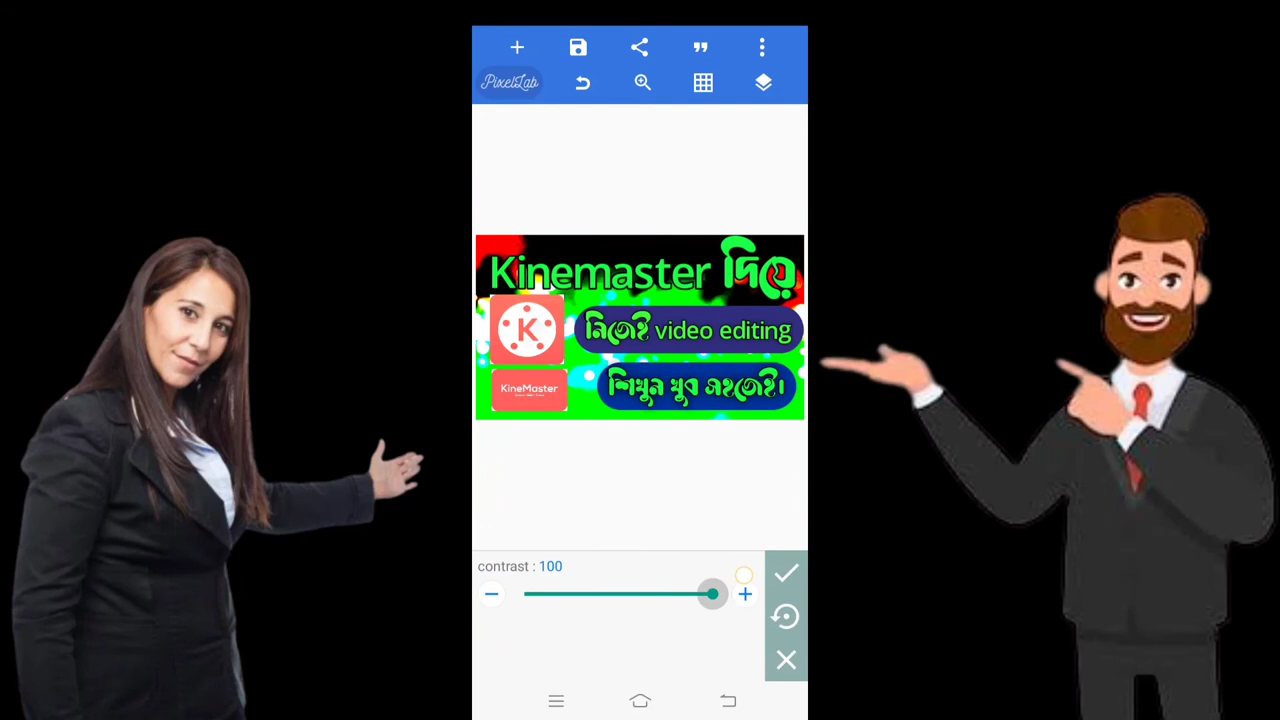 PixelLab
Kinemaster দিয়ে
K
নিজেই video editing
KineMaster
শিখুন খুব সহজেই।
contrast : 100